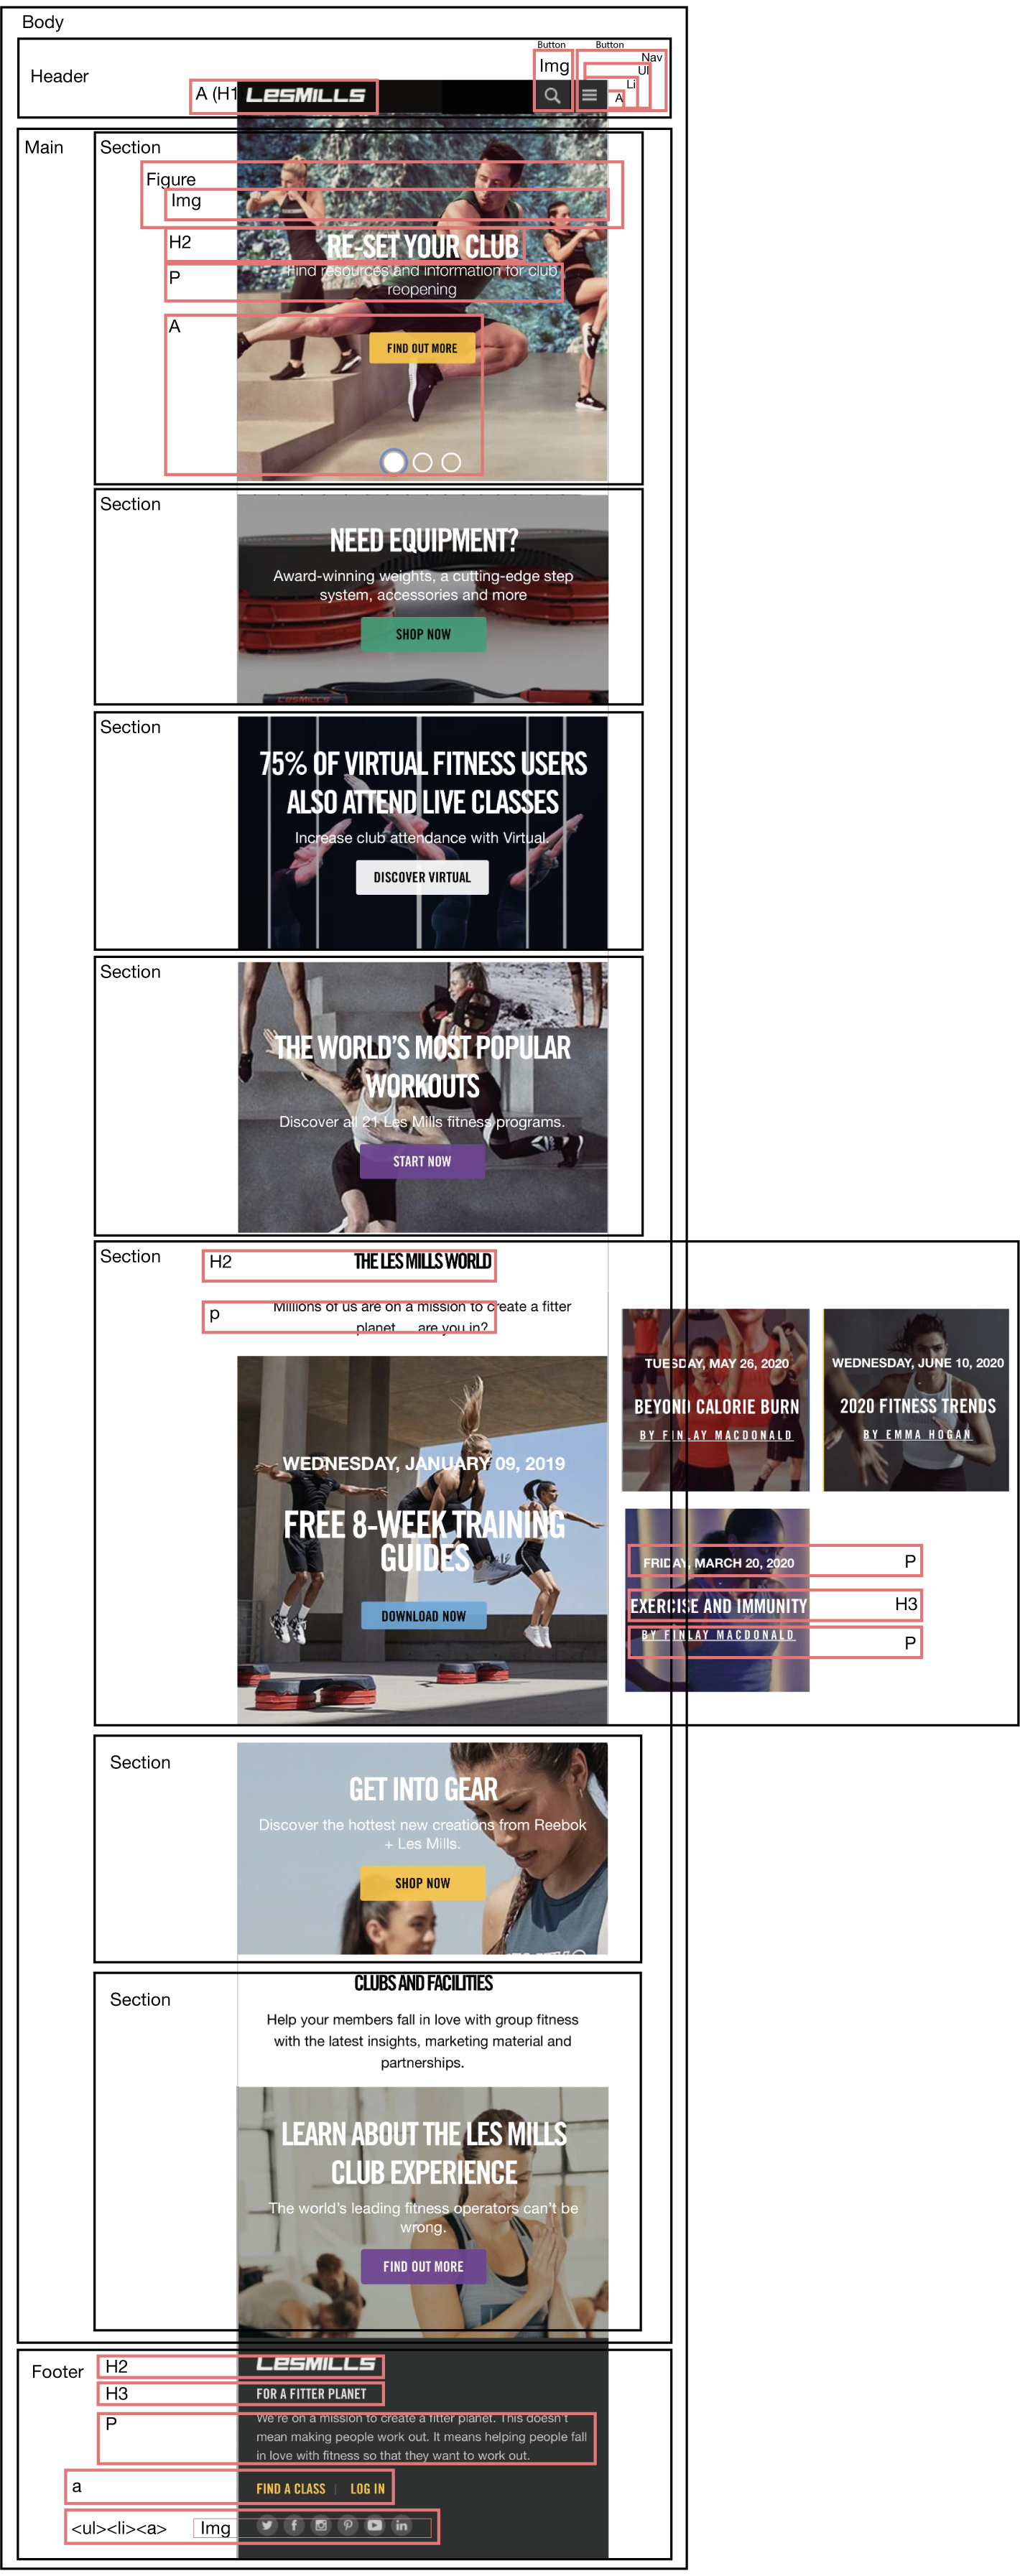 Body
Button
Button
Header
Img
Nav
Ul
Li
A
A (H1
LESMILLS
Main
Section
Figure
Img
H2
RE-SET YOUR CLUB
P
Find resources and information for club
reopening
A
FIND OUT MORE
Section
NEED EQUIPMENT?
Award-winning weights, a cutting-edge step
system, accessories and more
SHOP NOW
LESMILLS
Section
75% OF VIRTUAL FITNESS USERS
ALSO ATTEND LIVE CLASSES
Increase club attendance with Virtual.
DISCOVER VIRTUAL
Section
THE WORLD'S MOST POPULAR
WORKOUTS
Discover all 21 Les Mills fitness programs.
START NOW
Section
H2
THE LES MILLS WORLD
p
Millions of us are on a mission to create a fitter
planet ... are you in?
WEDNESDAY, JANUARY 09, 2019
FREE 8-WEEK TRAINING
GUIDES
DOWNLOAD NOW
TUESDAY, MAY 26, 2020
BEYOND CALORIE BURN
BY FINLAY MACDONALD
WEDNESDAY, JUNE 10, 2020
2020 FITNESS TRENDS
BY EMMA HOGAN
FRIDAY, MARCH 20, 2020
P
EXERCISE AND IMMUNITY
H3
BY FINLAY MACDONALD
P
Section
GET INTO GEAR
Discover the hottest new creations from Reebok
+ Les Mills.
SHOP NOW
Section
CLUBS AND FACILITIES
Help your members fall in love with group fitness
with the latest insights, marketing material and
partnerships.
LEARN ABOUT THE LES MILLS
CLUB EXPERIENCE
The world's leading fitness operators can't be
wrong.
FIND OUT MORE
Footer
H2
LESMILLS
H3
FOR A FITTER PLANET
P
We're on a mission to create a fitter planet. This doesn't
mean making people work out. It means helping people fall
in love with fitness so that they want to work out.
a
FIND A CLASS | LOG IN
<ul><li><a>
Img